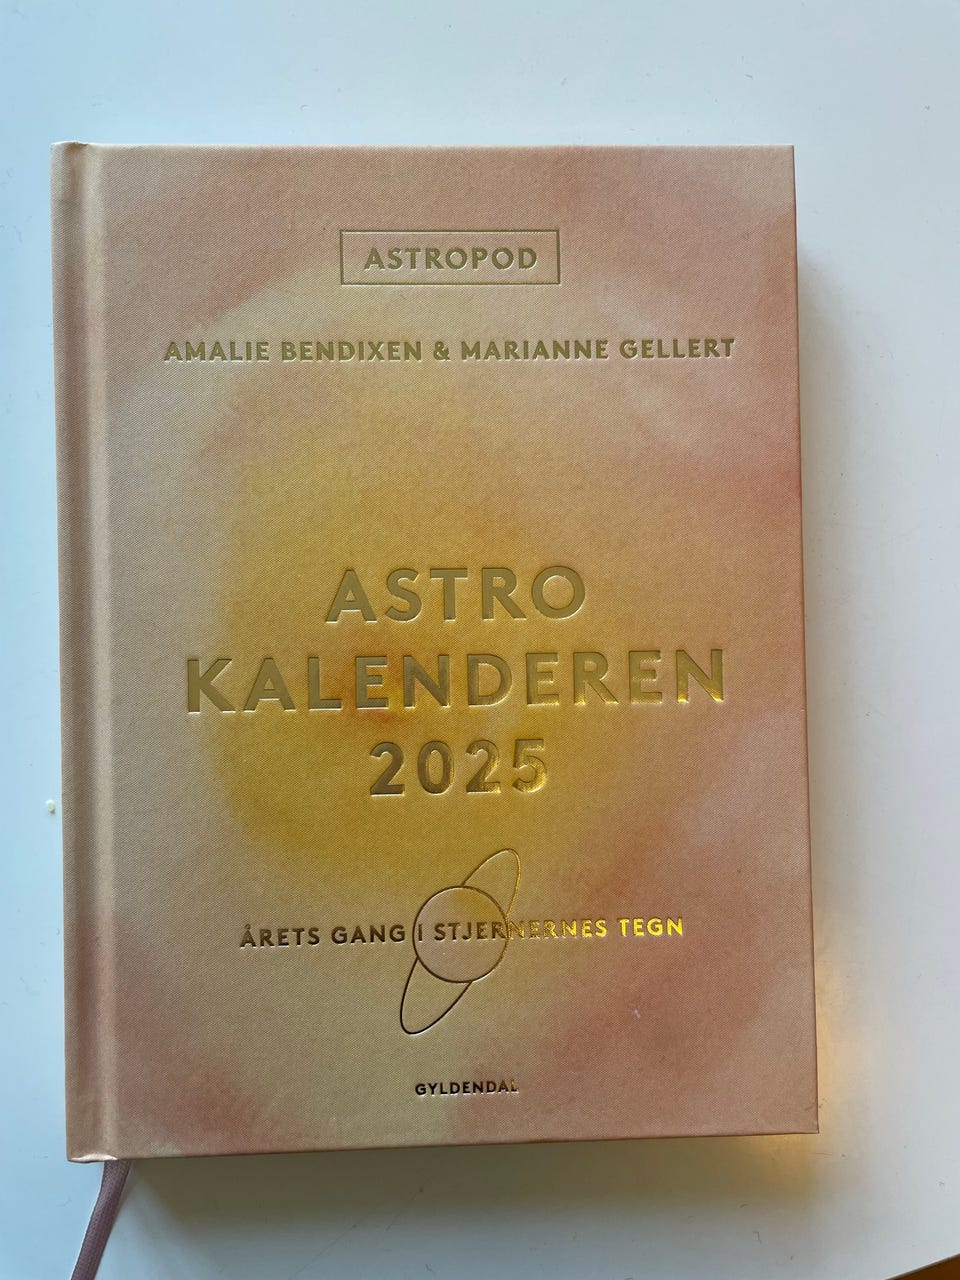 ASTROPOD
AMALIE BENDIXEN & MARIANNE GELLERT
ASTRO
KALENDEREN
2025
ÅRETS GANG I STJERNERNES TEGN
GYLDENDAL